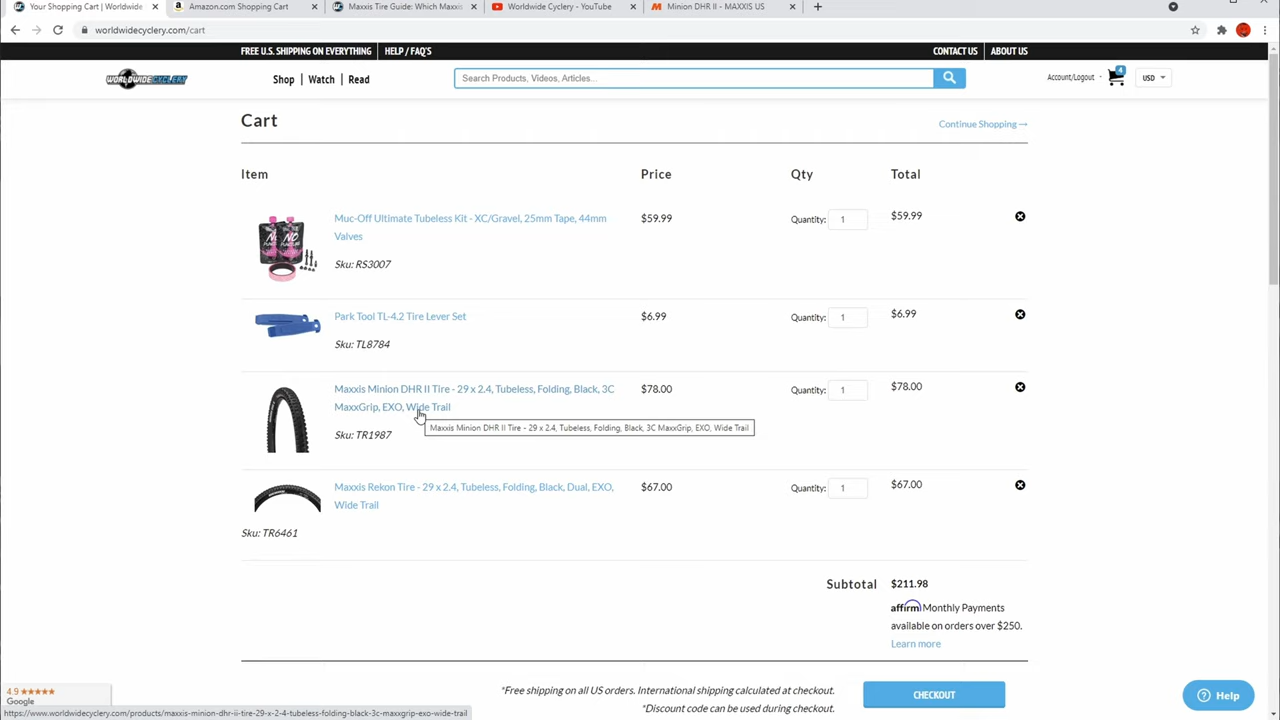 Your Shopping Cart | Worldwide
Amazon.com Shopping Cart
Maxxis Tire Guide: Which Maxxis
Worldwide Cyclery - YouTube
Minion DHR II - MAXXIS US
worldwidecyclery.com/cart
FREE U.S. SHIPPING ON EVERYTHING
HELP / FAQ'S
CONTACT US
ABOUT US
WORLDWIDECYCLERY
Shop
Watch
Read
Search Products, Videos, Articles...
Account/Logout
4
USD
Cart
Continue Shopping →
Item
Price
Qty
Total
Muc-Off Ultimate Tubeless Kit - XC/Gravel, 25mm Tape, 44mm
Valves
Sku: RS3007
$59.99
Quantity: 1
$59.99
Park Tool TL-4.2 Tire Lever Set
Sku: TL8784
$6.99
Quantity: 1
$6.99
Maxxis Minion DHR II Tire - 29 x 2.4, Tubeless, Folding, Black, 3C
MaxxGrip, EXO, Wide Trail
Sku: TR1987
$78.00
Quantity: 1
$78.00
Maxxis Minion DHR II Tire - 29 x 2.4, Tubeless, Folding, Black, 3C MaxxGrip, EXO, Wide Trail
Maxxis Rekon Tire - 29 x 2.4, Tubeless, Folding, Black, Dual, EXO,
Wide Trail
Sku: TR6461
$67.00
Quantity: 1
$67.00
Subtotal
$211.98
affirm Monthly Payments
available on orders over $250.
Learn more
*Free shipping on all US orders. International shipping calculated at checkout.
*Discount code can be used during checkout.
CHECKOUT
4.9 ★★★★★
Google
Help
https://www.worldwidecyclery.com/products/maxxis-minion-dhr-ii-tire-29-x-2-4-tubeless-folding-black-3c-maxxgrip-exo-wide-trail